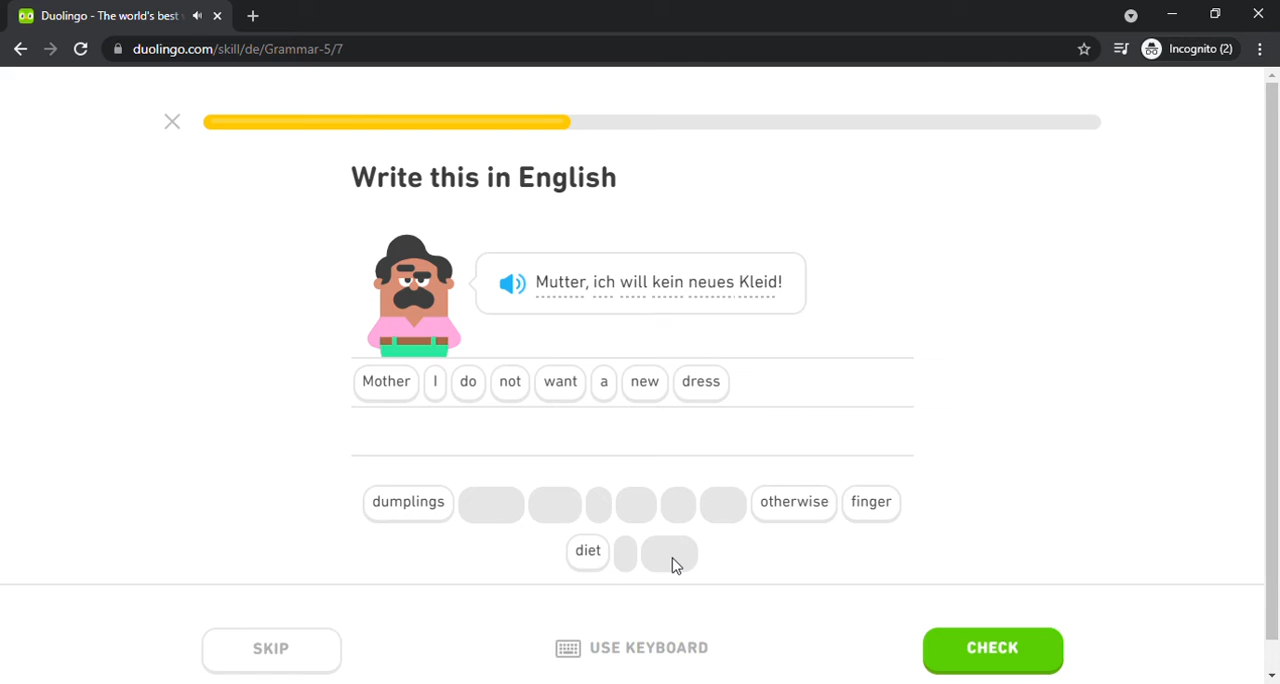 Duolingo - The world's best
duolingo.com/skill/de/Grammar-5/7
Incognito (2)
Write this in English
Mutter, ich will kein neues Kleid!
Mother I do not want a new dress
dumplings otherwise finger
diet
SKIP USE KEYBOARD CHECK